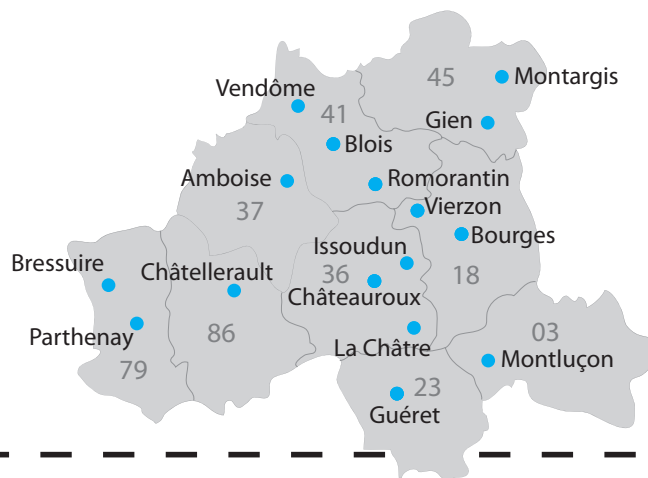 45
Montargis
Vendôme
41
Gien
Blois
Amboise
Romorantin
37
Vierzon
Bourges
Issoudun
Bressuire
Châtellerault
36
18
Châteauroux
Parthenay
86
03
La Châtre
Montluçon
79
23
Guéret